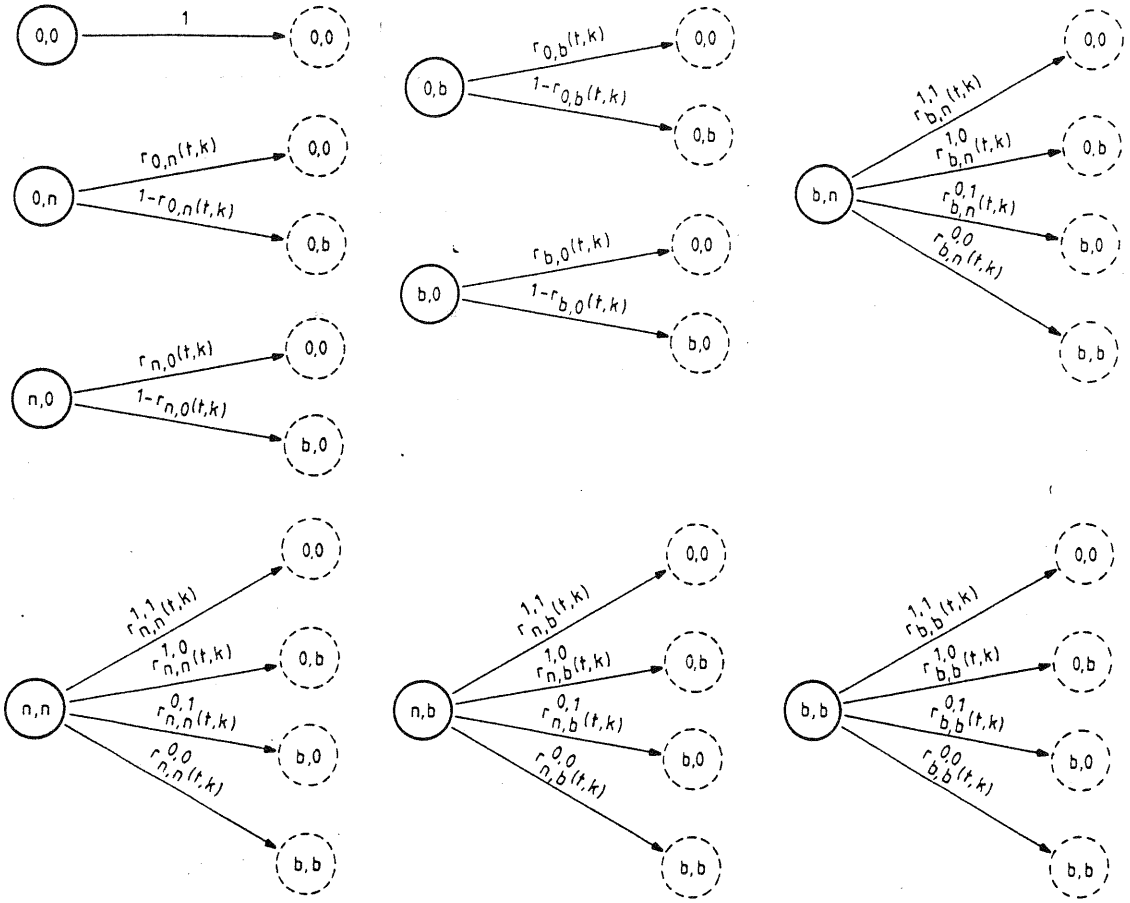 0,0
1
0,0
0,n
r0,n(t,k)
0,0
1-r0,n(t,k)
0,b
n,0
rn,0(t,k)
0,0
1-rn,0(t,k)
b,0
0,b
r0,b(t,k)
0,0
1-r0,b(t,k)
0,b
b,0
rb,0(t,k)
0,0
1-rb,0(t,k)
b,0
b,n
r1,1b,n(t,k)
0,0
r1,0b,n(t,k)
0,b
r0,1b,n(t,k)
b,0
r0,0b,n(t,k)
b,b
n,n
r1,1n,n(t,k)
0,0
r1,0n,n(t,k)
0,b
r0,1n,n(t,k)
b,0
r0,0n,n(t,k)
b,b
n,b
r1,1n,b(t,k)
0,0
r1,0n,b(t,k)
0,b
r0,1n,b(t,k)
b,0
r0,0n,b(t,k)
b,b
b,b
r1,1b,b(t,k)
0,0
r1,0b,b(t,k)
0,b
r0,1b,b(t,k)
b,0
r0,0b,b(t,k)
b,b